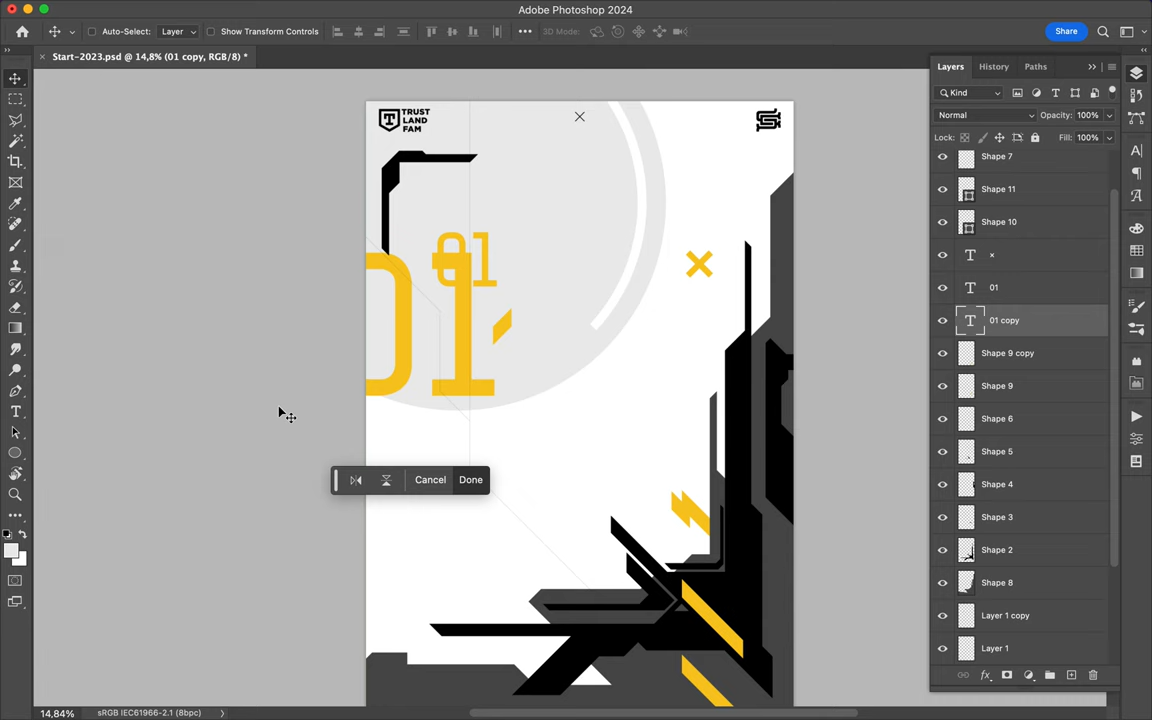 Adobe Photoshop 2024
Auto-Select: Layer Show Transform Controls 3D Mode: Share
Start-2023.psd @ 14,8% (01 copy, RGB/8) *
Layers History Paths
Kind
Normal Opacity: 100%
Lock: Fill: 100%
Shape 7
Shape 11
Shape 10
×
01
01 copy
Shape 9 copy
Shape 9
Shape 6
Shape 5
Shape 4
Shape 3
Shape 2
Shape 8
Layer 1 copy
Layer 1
TRUST
LAND
FAM
01
01
Cancel Done
14,84% sRGB IEC61966-2.1 (8bpc)